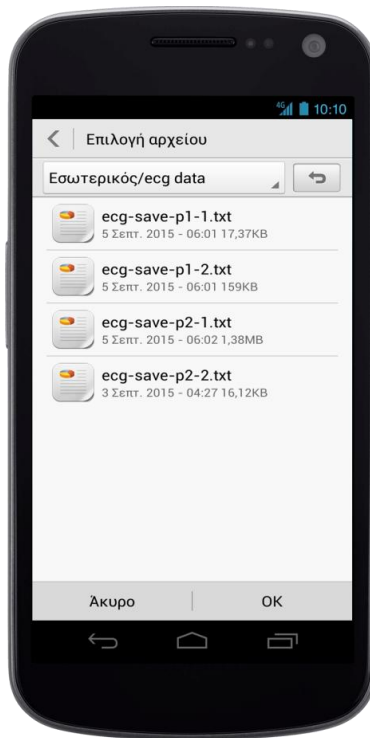 4G 10:10
Επιλογή αρχείου
Εσωτερικός/ecg data
ecg-save-p1-1.txt
5 Σεπτ. 2015 - 06:01 17,37KB
ecg-save-p1-2.txt
5 Σεπτ. 2015 - 06:01 159KB
ecg-save-p2-1.txt
5 Σεπτ. 2015 - 06:02 1,38MB
ecg-save-p2-2.txt
3 Σεπτ. 2015 - 04:27 16,12KB
Άκυρο OK